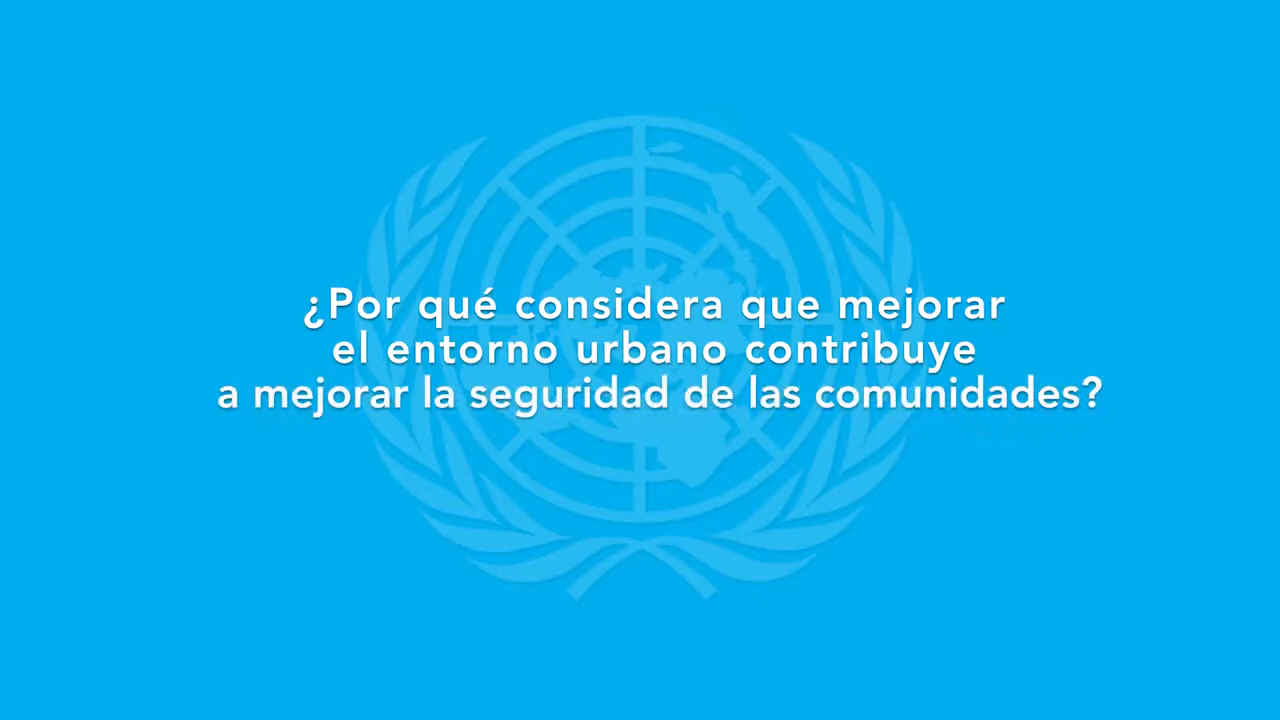 ¿Por qué considera que mejorar
el entorno urbano contribuye
a mejorar la seguridad de las comunidades?